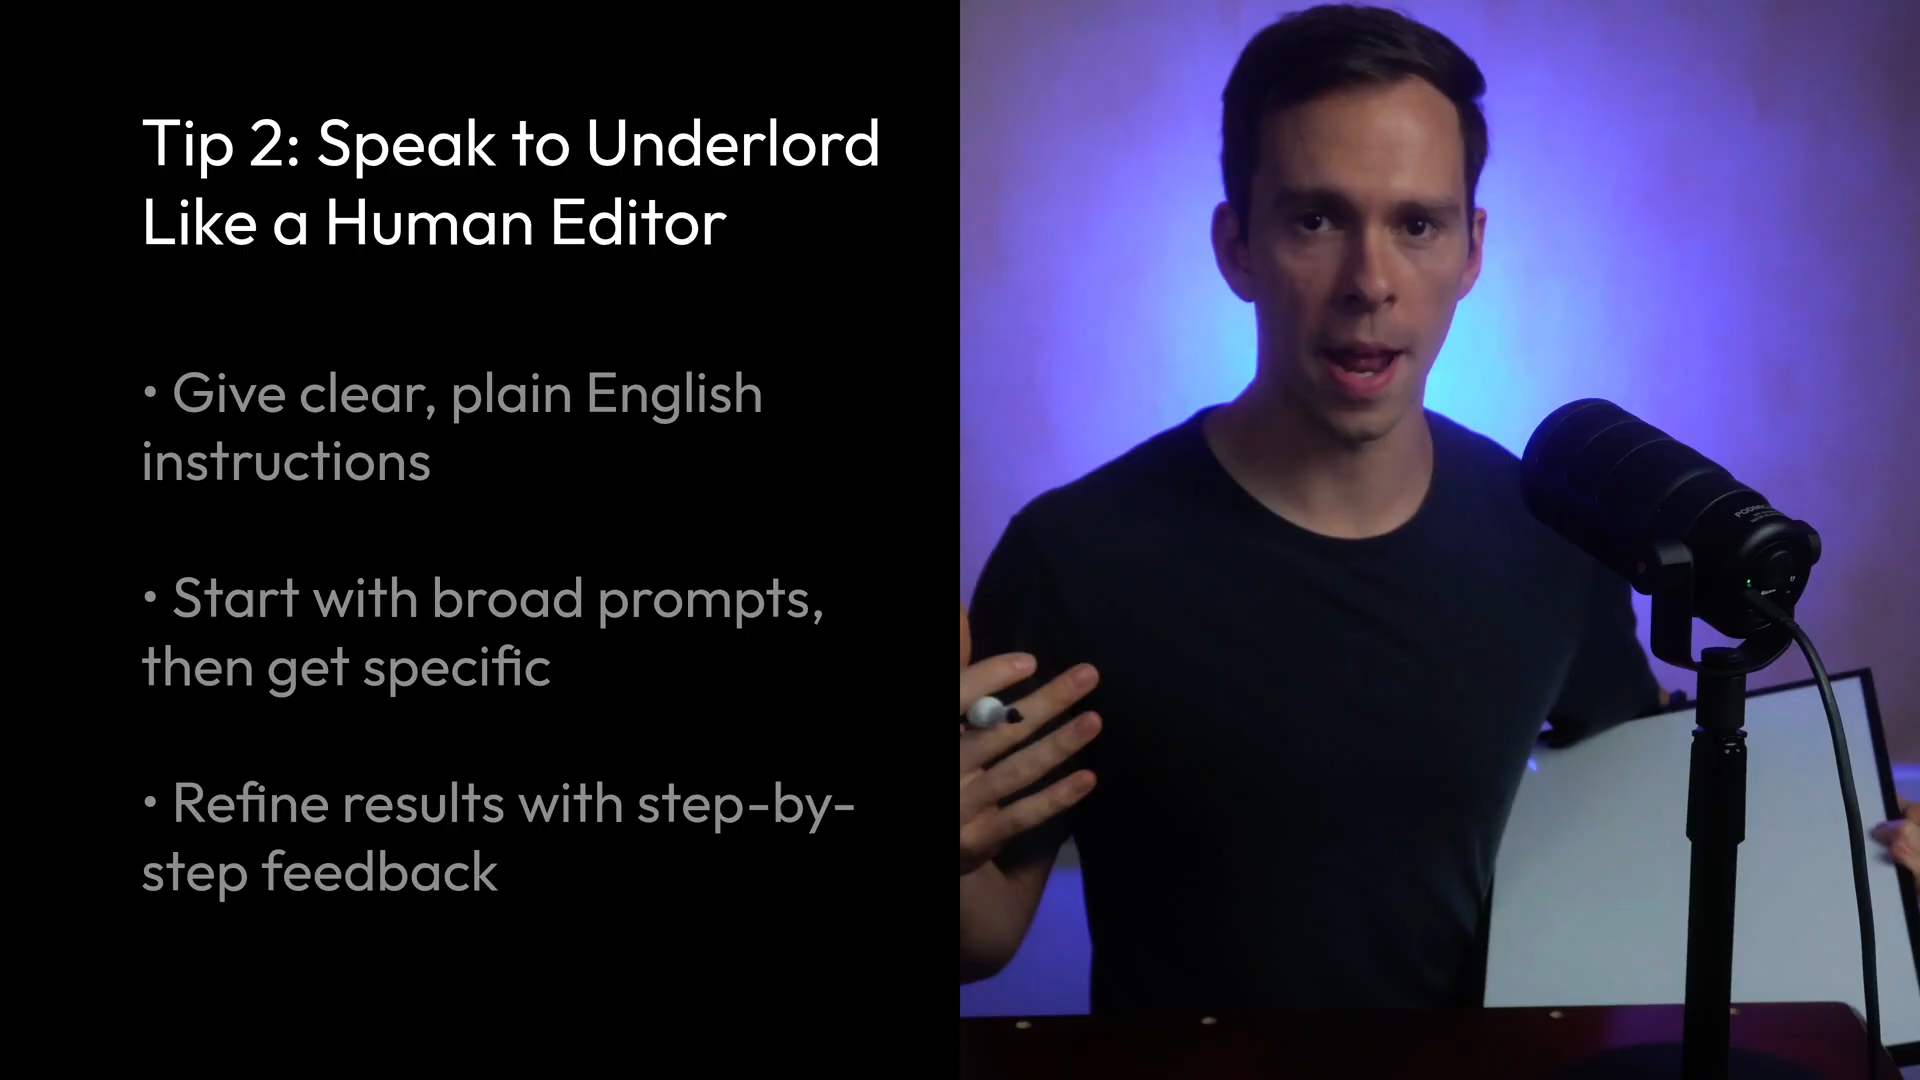 Tip 2: Speak to Underlord
Like a Human Editor
• Give clear, plain English
instructions
• Start with broad prompts,
then get specific
• Refine results with step-by-
step feedback